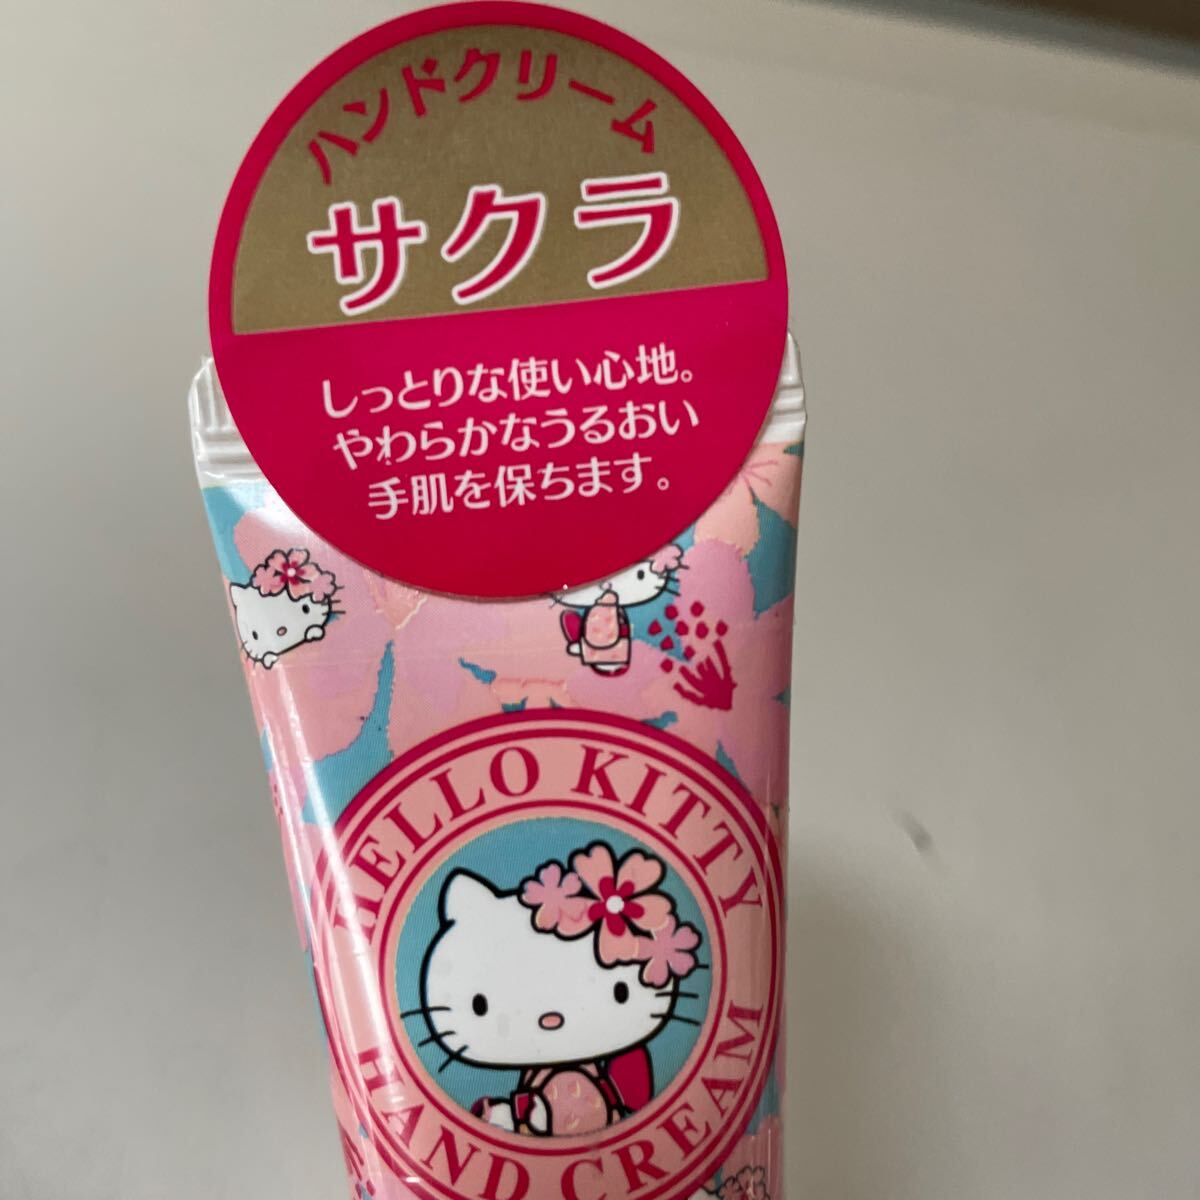 ハンドクリーム
サクラ
しっとりな使い心地。
やわらかなうるおい
手肌を保ちます。
HELLO KITTY
HAND CREAM